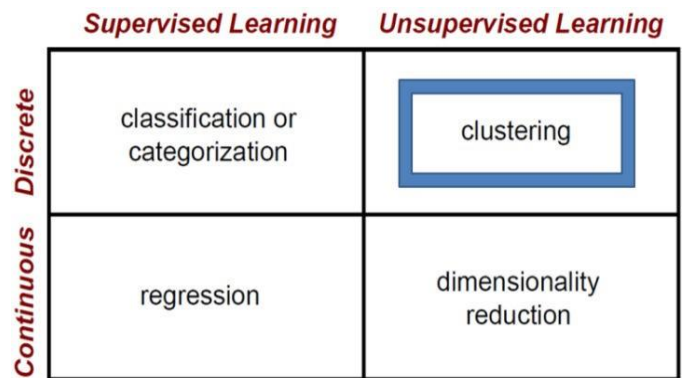 Supervised Learning Unsupervised Learning
Discrete
classification or
categorization
clustering
Continuous
regression
dimensionality
reduction